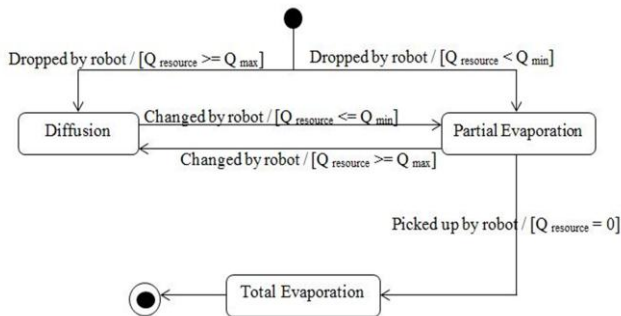 Dropped by robot / [Q resource >= Q max]
Dropped by robot / [Q resource < Q min]
Diffusion
Changed by robot / [Q resource <= Q min]
Partial Evaporation
Changed by robot / [Q resource >= Q max]
Picked up by robot / [Q resource = 0]
Total Evaporation